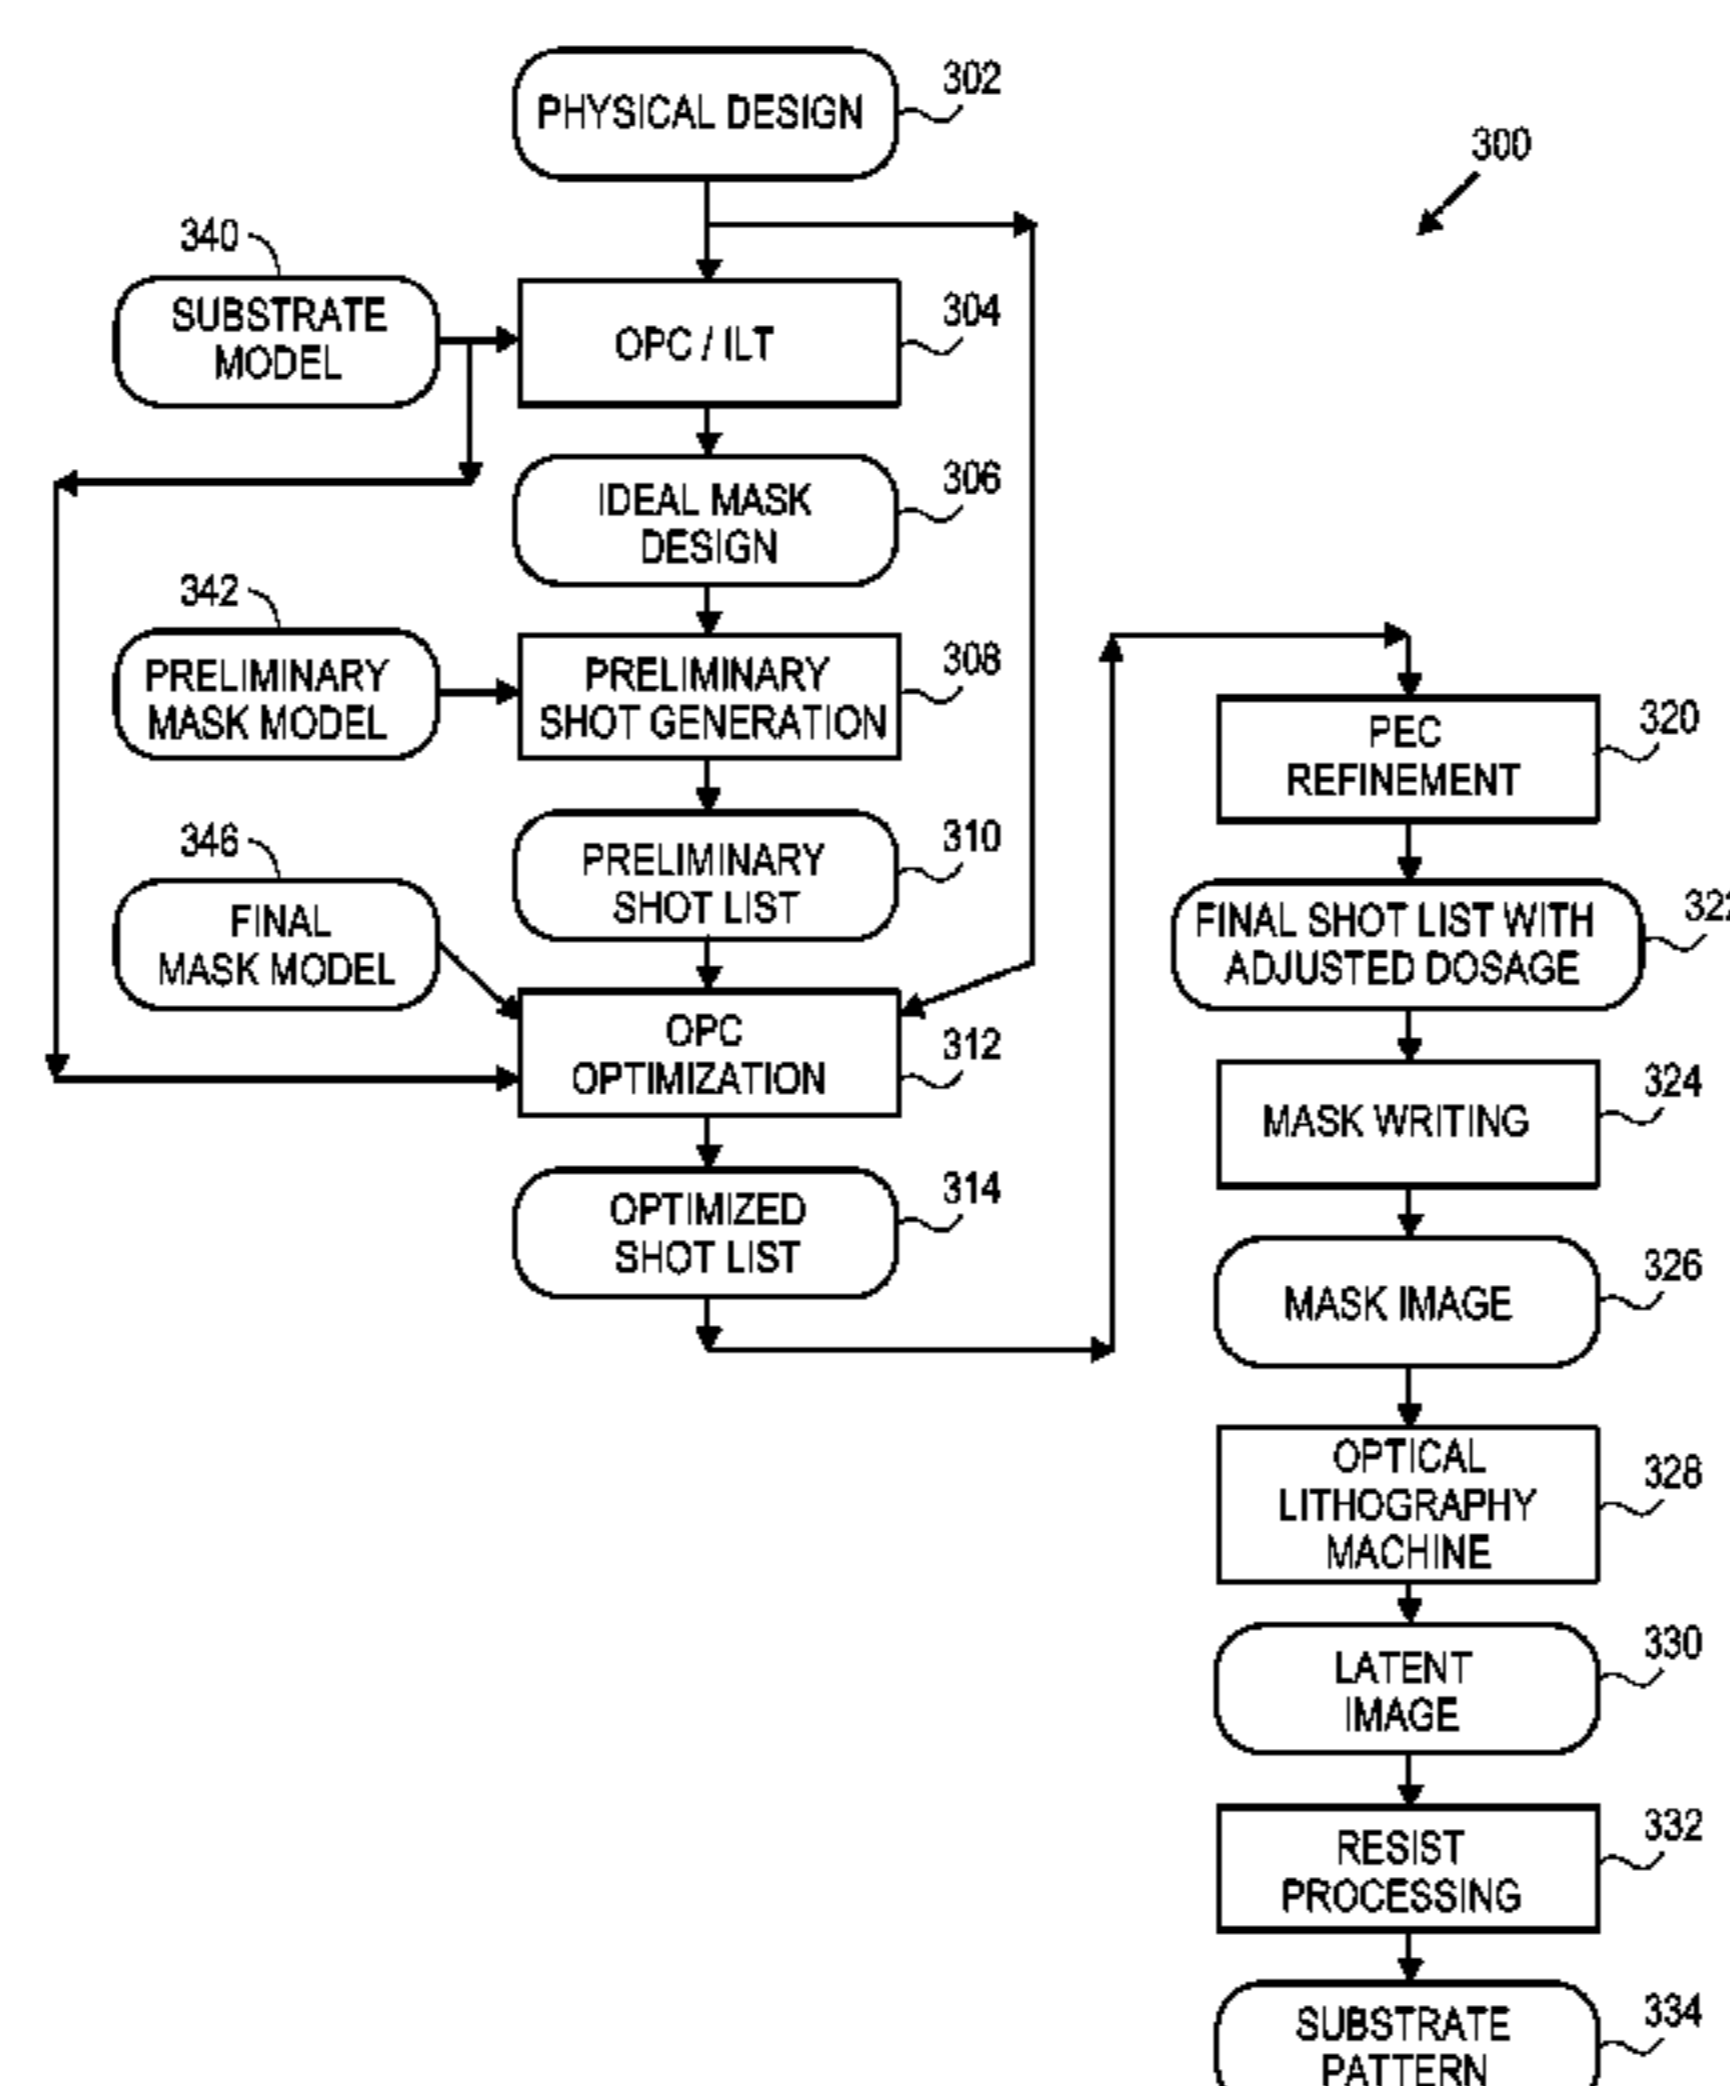 302
PHYSICAL DESIGN
300
340
SUBSTRATE
MODEL
304
OPC / ILT
306
IDEAL MASK
DESIGN
342
PRELIMINARY
MASK MODEL
308
PRELIMINARY
SHOT GENERATION
346
FINAL
MASK MODEL
310
PRELIMINARY
SHOT LIST
312
OPC
OPTIMIZATION
314
OPTIMIZED
SHOT LIST
320
PEC
REFINEMENT
322
FINAL SHOT LIST WITH
ADJUSTED DOSAGE
324
MASK WRITING
326
MASK IMAGE
328
OPTICAL
LITHOGRAPHY
MACHINE
330
LATENT
IMAGE
332
RESIST
PROCESSING
334
SUBSTRATE
PATTERN